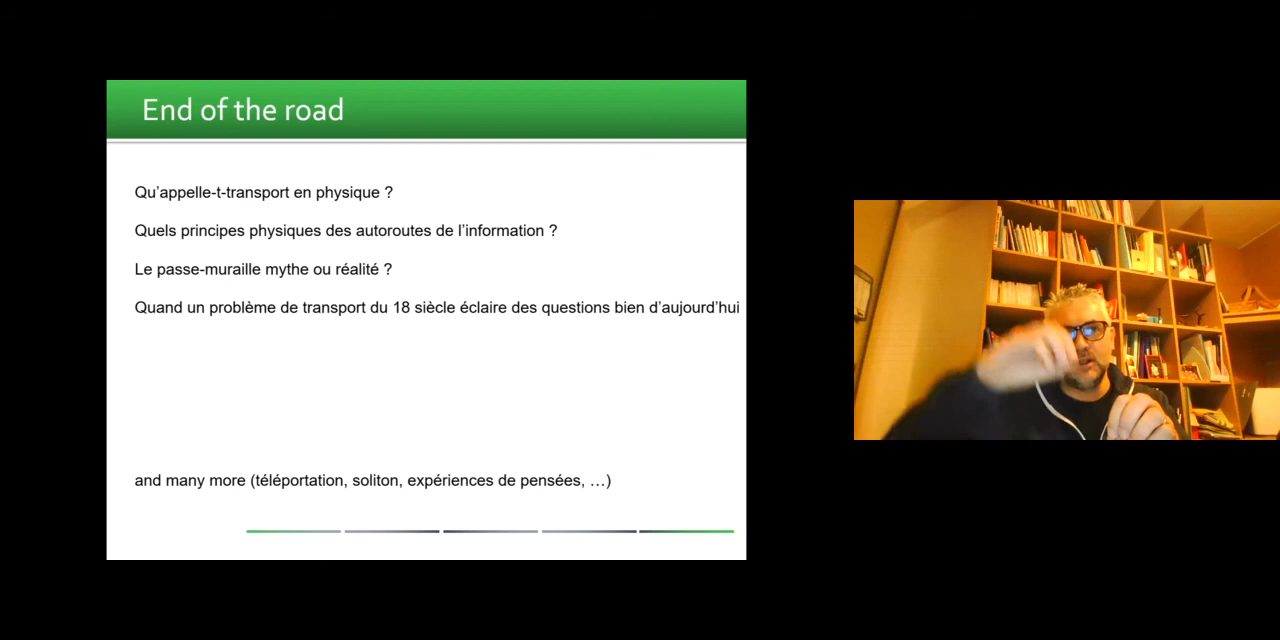 End of the road
Qu’appelle-t-transport en physique ?
Quels principes physiques des autoroutes de l’information ?
Le passe-muraille mythe ou réalité ?
Quand un problème de transport du 18 siècle éclaire des questions bien d’aujourd’hui
and many more (téléportation, soliton, expériences de pensées, …)